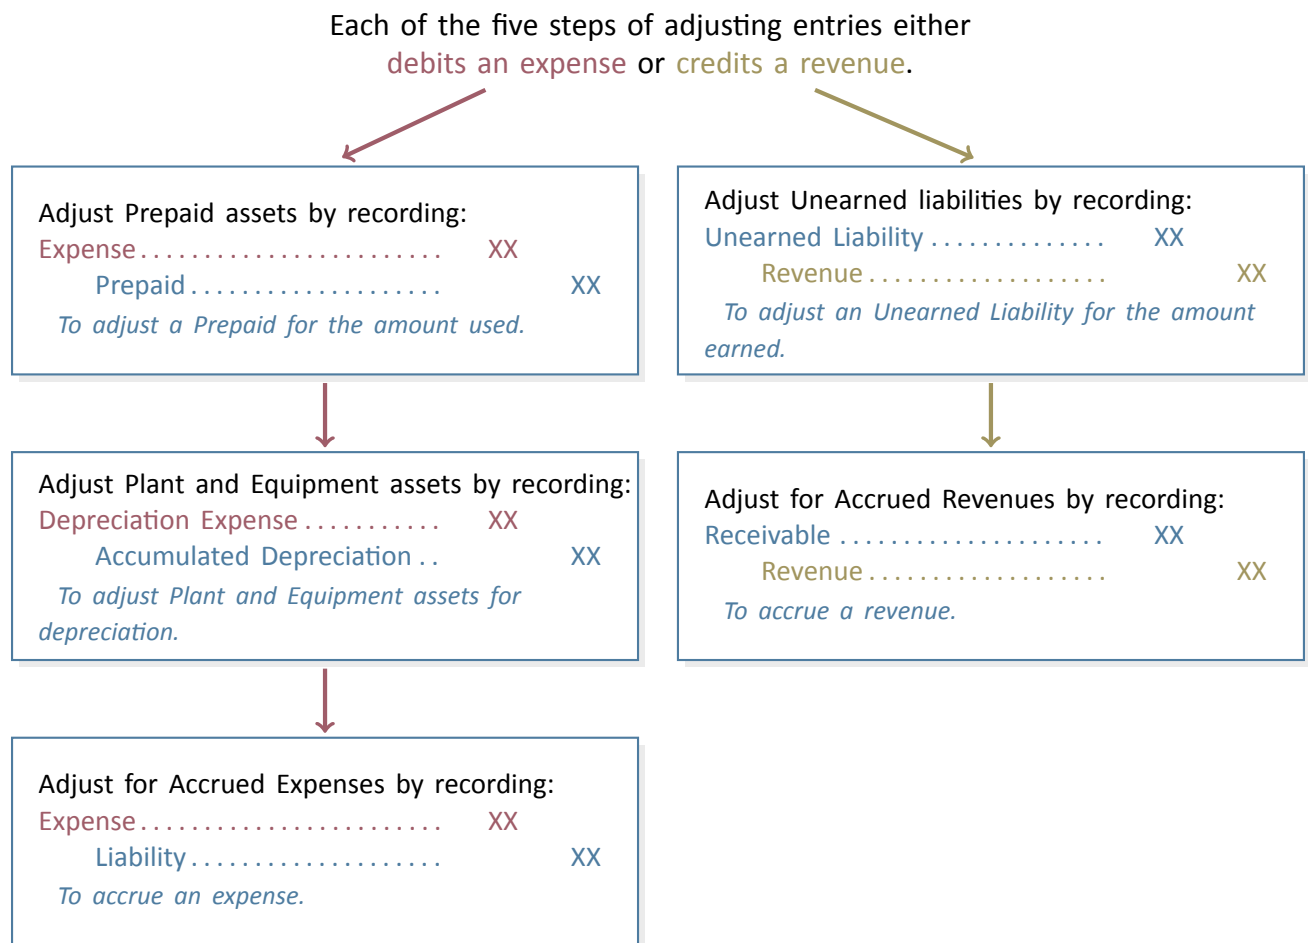 Each of the five steps of adjusting entries either
debits an expense or credits a revenue.
Adjust Prepaid assets by recording:
Expense........................ XX
Prepaid.................... XX
To adjust a Prepaid for the amount used.
Adjust Plant and Equipment assets by recording:
Depreciation Expense........... XX
Accumulated Depreciation.. XX
To adjust Plant and Equipment assets for
depreciation.
Adjust for Accrued Expenses by recording:
Expense........................ XX
Liability.................... XX
To accrue an expense.
Adjust Unearned liabilities by recording:
Unearned Liability.............. XX
Revenue................... XX
To adjust an Unearned Liability for the amount
earned.
Adjust for Accrued Revenues by recording:
Receivable..................... XX
Revenue................... XX
To accrue a revenue.